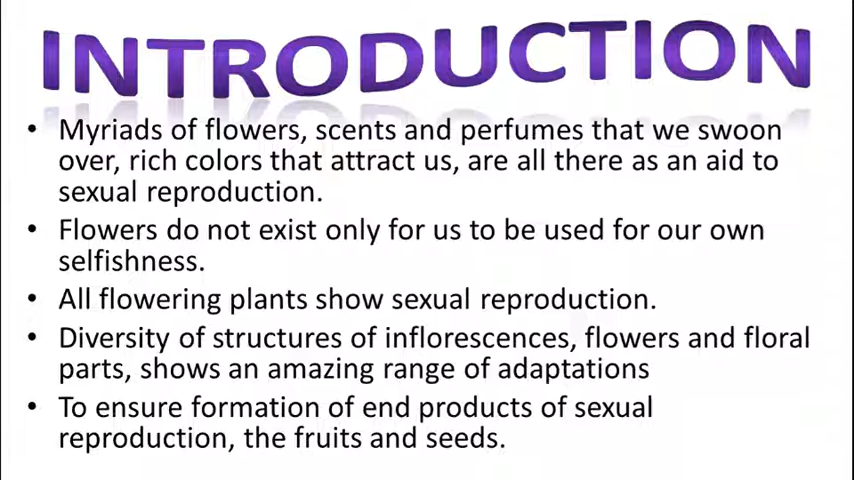 INTRODUCTION
• Myriads of flowers, scents and perfumes that we swoon
over, rich colors that attract us, are all there as an aid to
sexual reproduction.
• Flowers do not exist only for us to be used for our own
selfishness.
• All flowering plants show sexual reproduction.
• Diversity of structures of inflorescences, flowers and floral
parts, shows an amazing range of adaptations
• To ensure formation of end products of sexual
reproduction, the fruits and seeds.